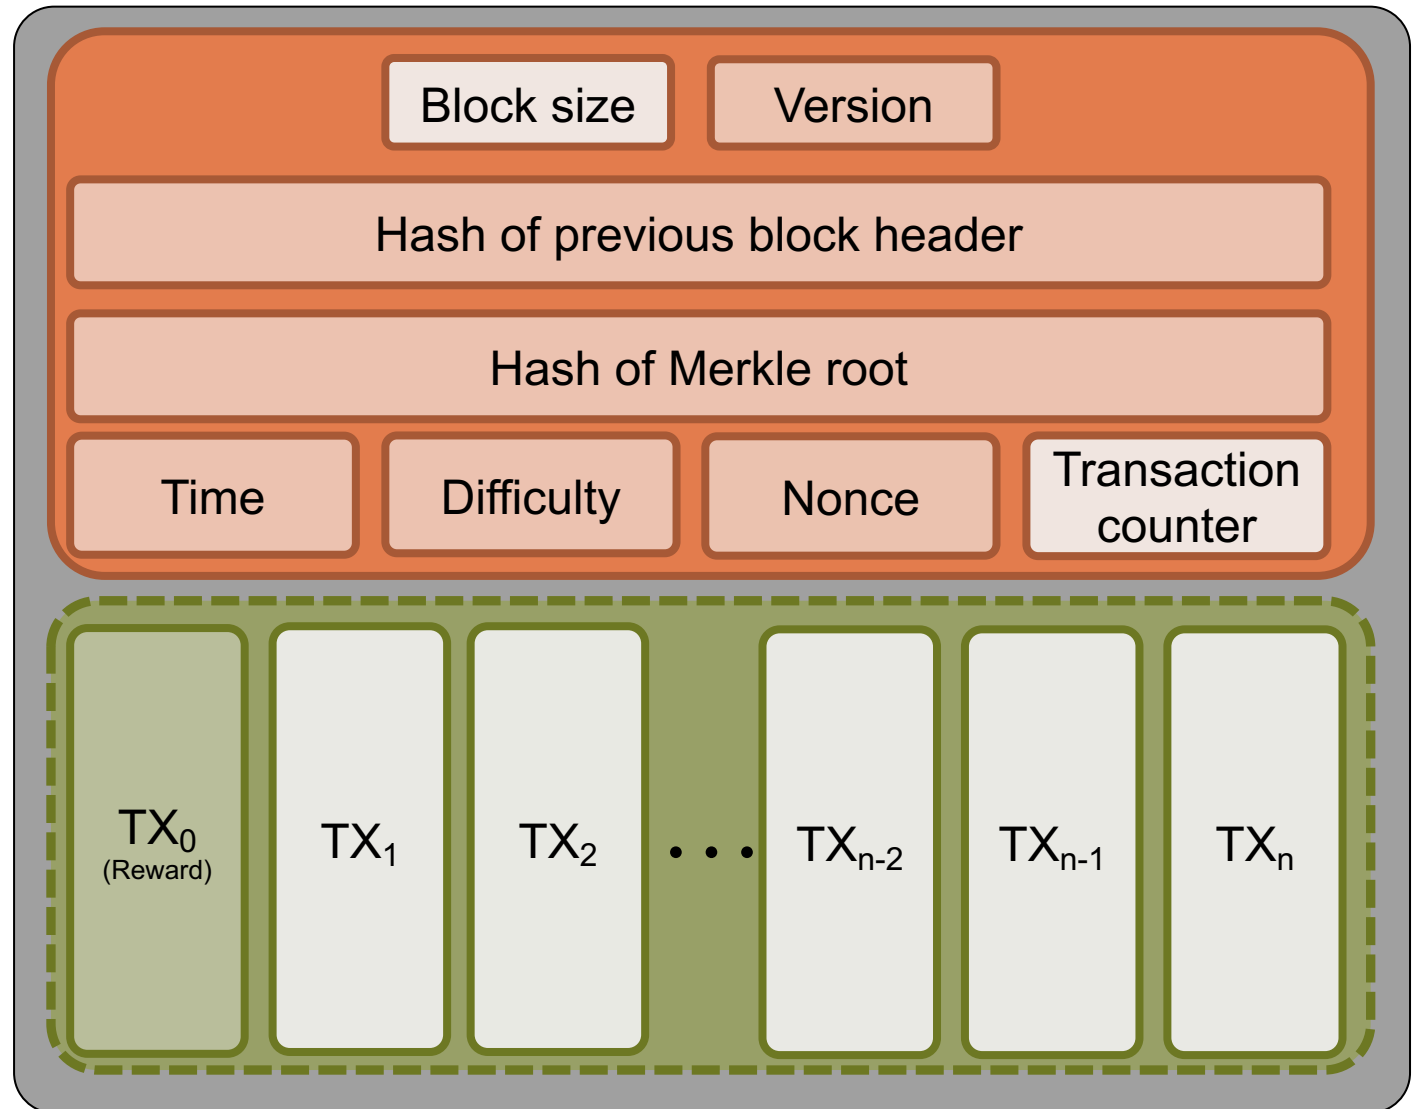 Block size
Version
Hash of previous block header
Hash of Merkle root
Time
Difficulty
Nonce
Transaction
counter
TX0
(Reward)
TX1
TX2
...
TXn-2
TXn-1
TXn